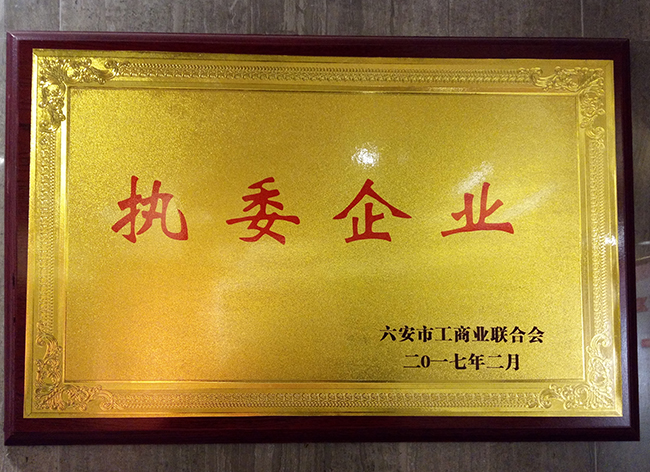 执委企业
六安市工商业联合会
二0一七年二月